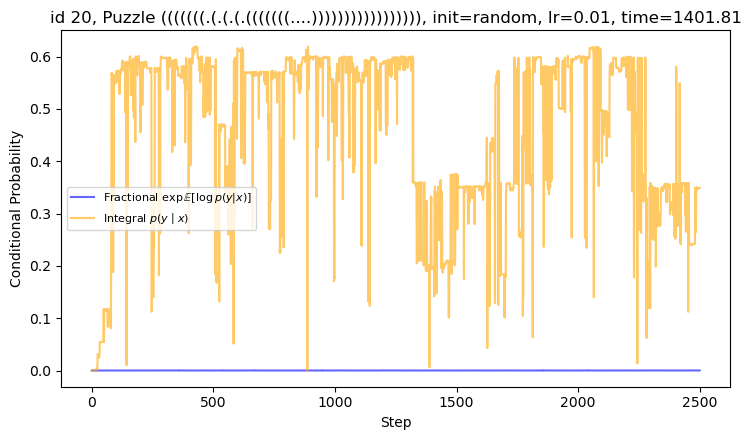 id 20, Puzzle (((((((.(.(.(.(((((((....))))))))))))))))), init=random, lr=0.01, time=1401.81
Conditional Probability
0.6
0.5
0.4
0.3
0.2
0.1
0.0
Fractional exp 𝔼[log p(y|x)]
Integral p(y | x)
0 500 1000 1500 2000 2500
Step